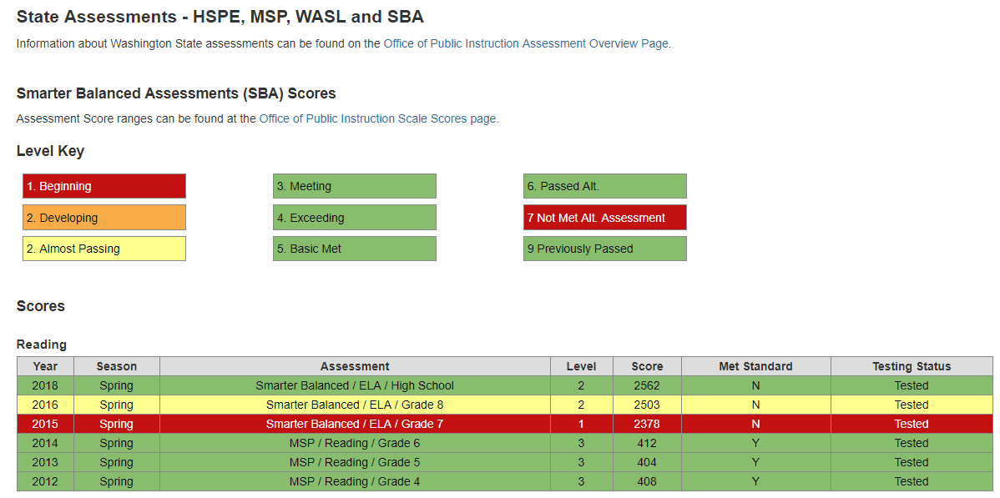 State Assessments - HSPE, MSP, WASL and SBA
Information about Washington State assessments can be found on the Office of Public Instruction Assessment Overview Page.
Smarter Balanced Assessments (SBA) Scores
Assessment Score ranges can be found at the Office of Public Instruction Scale Scores page.
Level Key
1. Beginning 3. Meeting 6. Passed Alt.
2. Developing 4. Exceeding 7 Not Met Alt. Assessment
2. Almost Passing 5. Basic Met 9 Previously Passed
Scores
Reading
Year Season Assessment Level Score Met Standard Testing Status
2018 Spring Smarter Balanced / ELA / High School 2 2562 N Tested
2016 Spring Smarter Balanced / ELA / Grade 8 2 2503 N Tested
2015 Spring Smarter Balanced / ELA / Grade 7 1 2378 N Tested
2014 Spring MSP / Reading / Grade 6 3 412 Y Tested
2013 Spring MSP / Reading / Grade 5 3 404 Y Tested
2012 Spring MSP / Reading / Grade 4 3 408 Y Tested